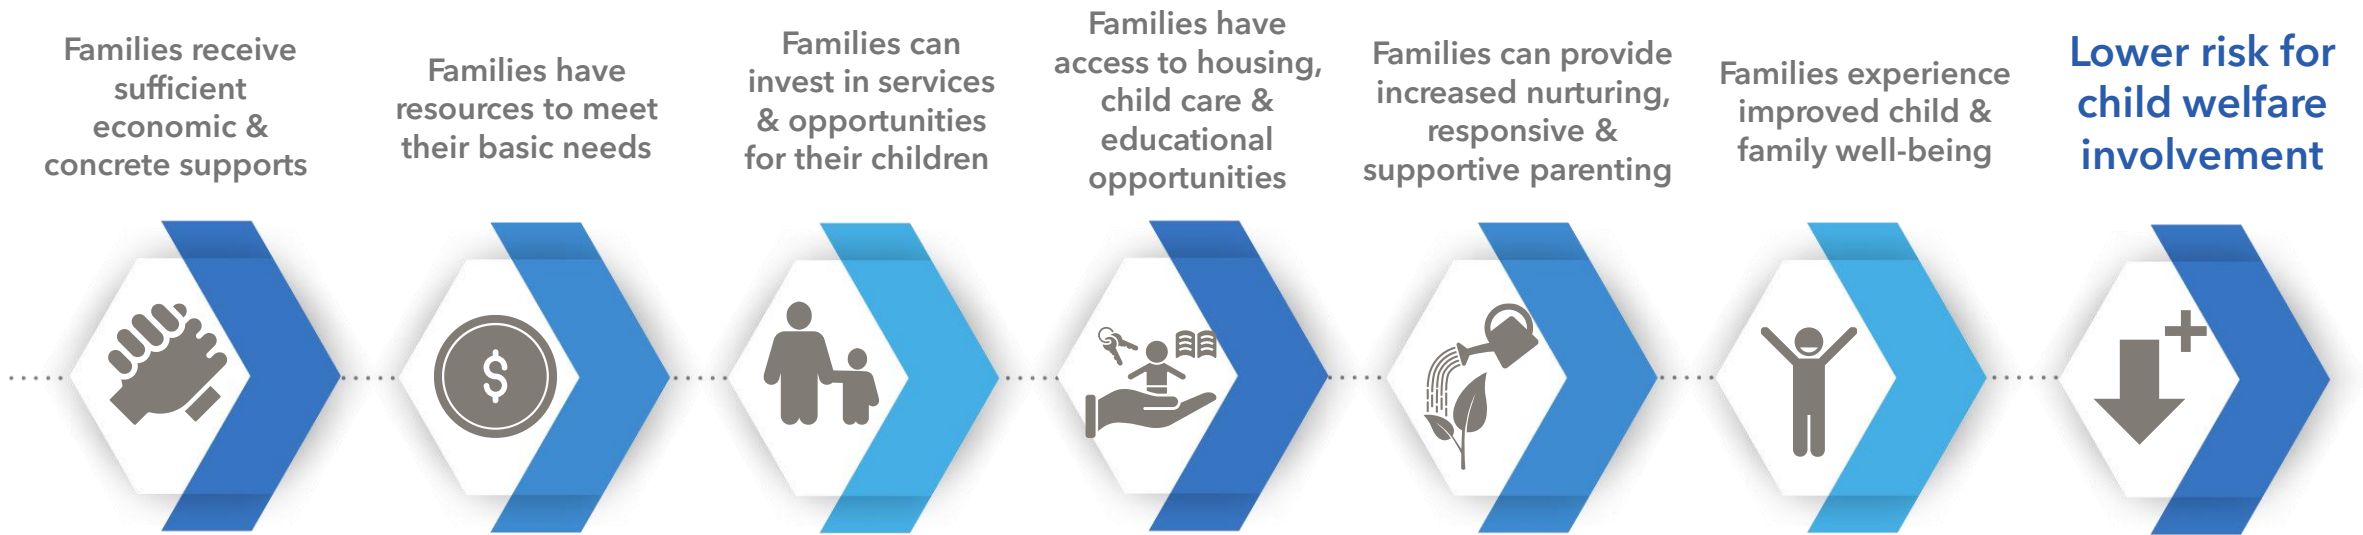 Families receive
sufficient
economic &
concrete supports
Families have
resources to meet
their basic needs
Families can
invest in services
& opportunities
for their children
Families have
access to housing,
child care &
educational
opportunities
Families can provide
increased nurturing,
responsive &
supportive parenting
Families experience
improved child &
family well-being
Lower risk for
child welfare
involvement
$